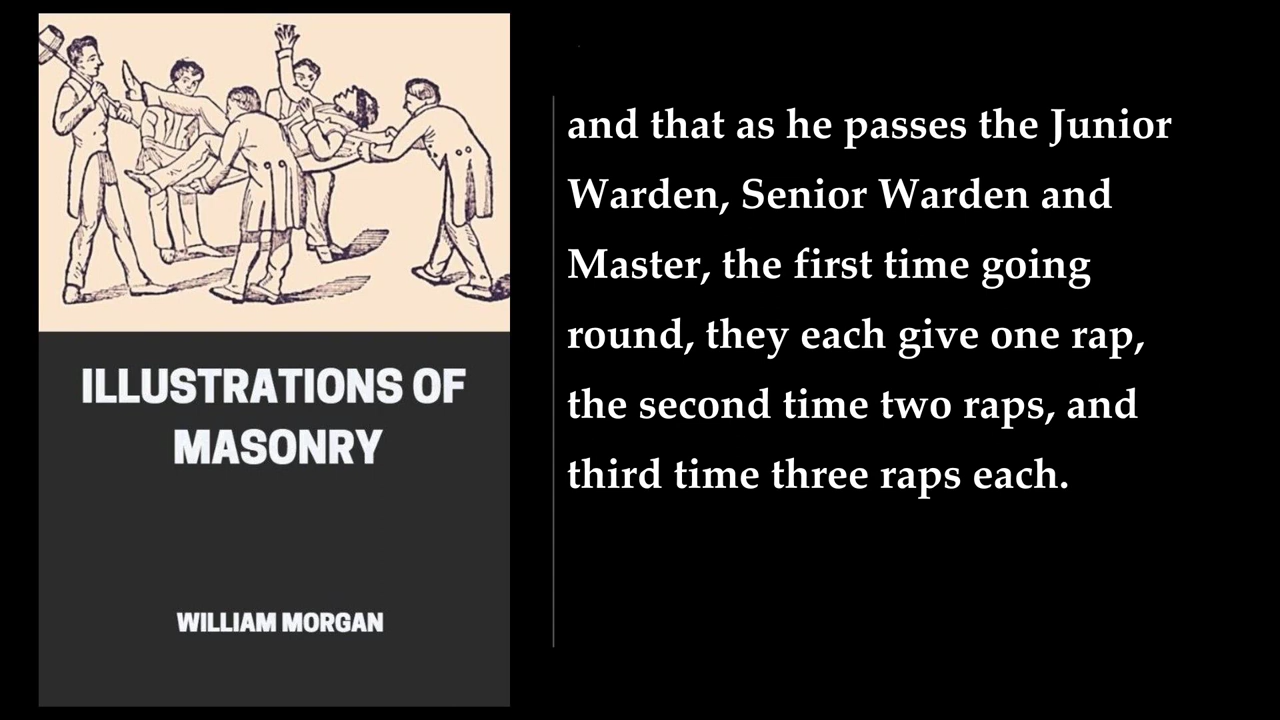 ILLUSTRATIONS OF
MASONRY
WILLIAM MORGAN
and that as he passes the Junior
Warden, Senior Warden and
Master, the first time going
round, they each give one rap,
the second time two raps, and
third time three raps each.